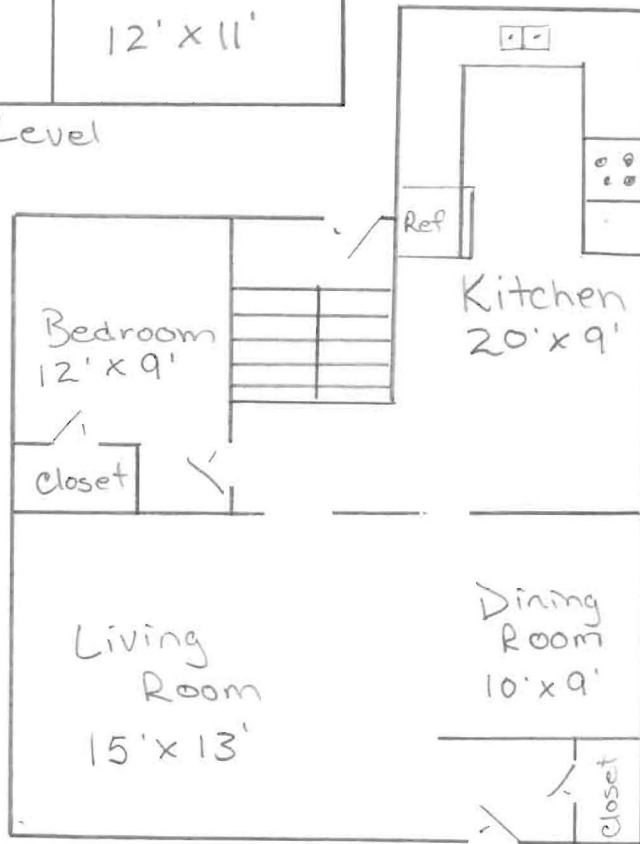 12' x 11'
Level
Ref
Kitchen
20' x 9'
Bedroom
12' x 9'
Closet
Living
Room
15' x 13'
Dining
Room
10' x 9'
Closet